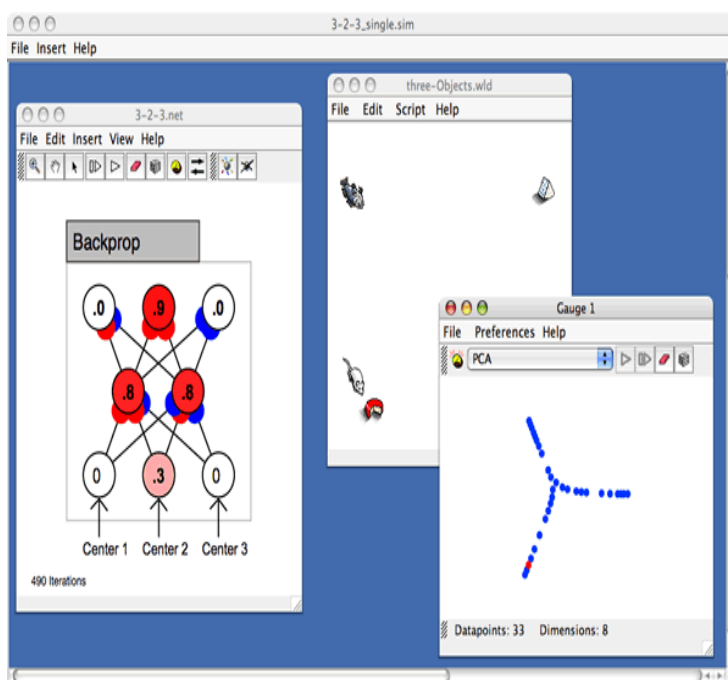 3-2-3_single.sim
File Insert Help
3-2-3.net
File Edit Insert View Help
Backprop
.0 .9 .0
.8 .8
0 .3 0
Center 1 Center 2 Center 3
490 Iterations
three-Objects.wld
File Edit Script Help
Gauge 1
File Preferences Help
PCA
Datapoints: 33 Dimensions: 8